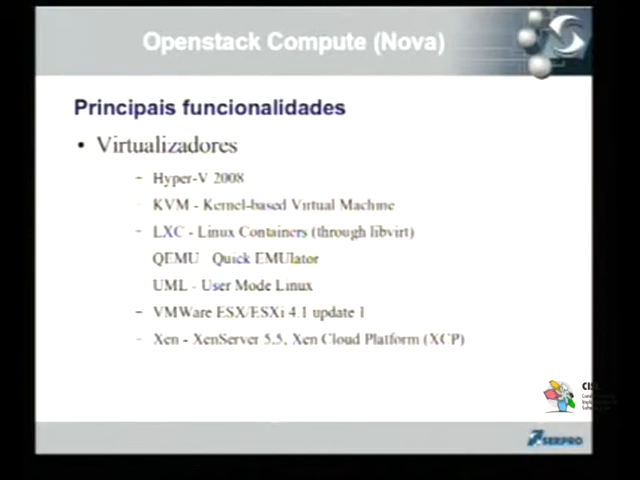 Openstack Compute (Nova)
Principais funcionalidades
• Virtualizadores
- Hyper-V 2008
- KVM - Kernel-based Virtual Machine
- LXC - Linux Containers (through libvirt)
QEMU Quick EMUlator
UML - User Mode Linux
- VMWare ESX/ESXi 4.1 update 1
- Xen - XenServer 5.5, Xen Cloud Platform (XCP)
SERPRO